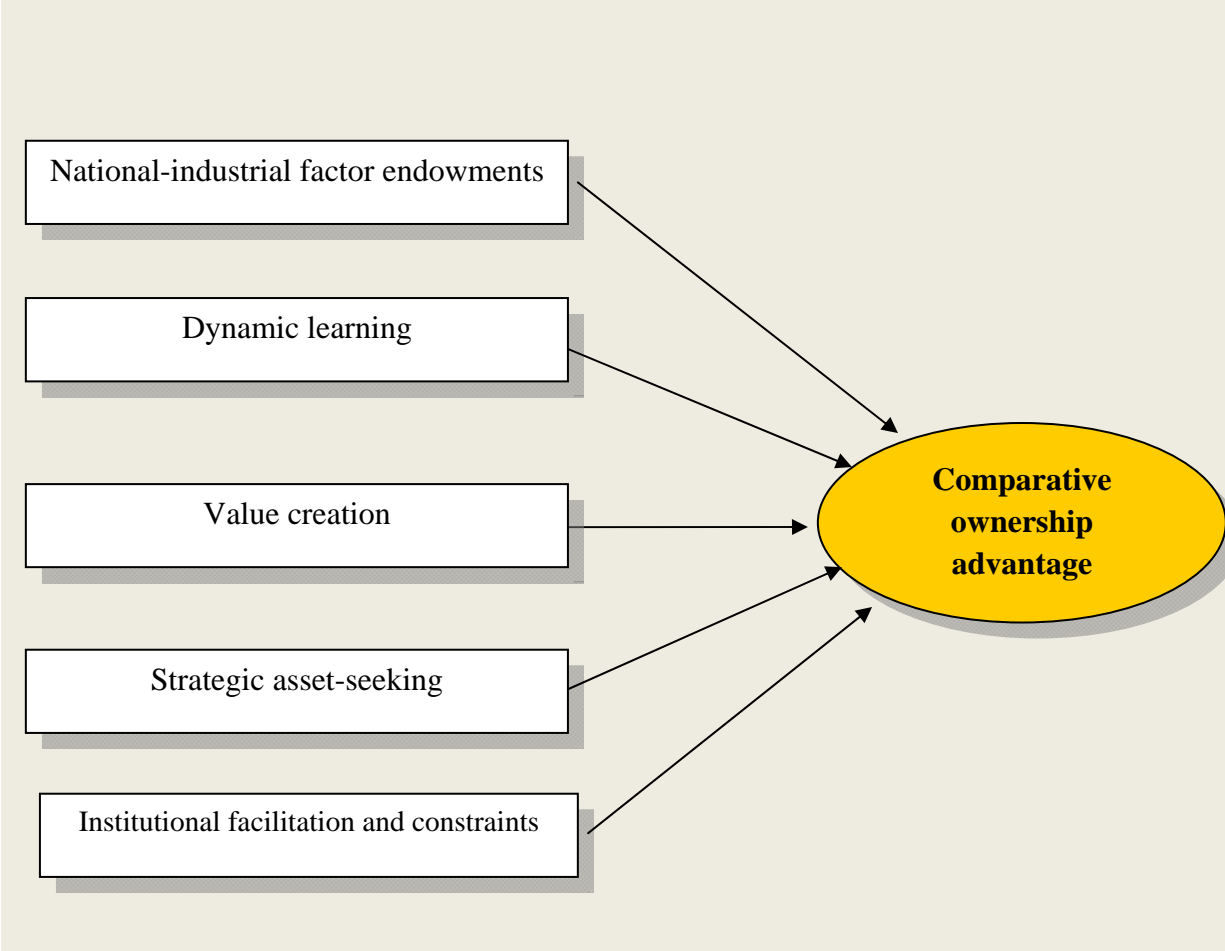 National-industrial factor endowments
Dynamic learning
Value creation
Strategic asset-seeking
Institutional facilitation and constraints
Comparative
ownership
advantage